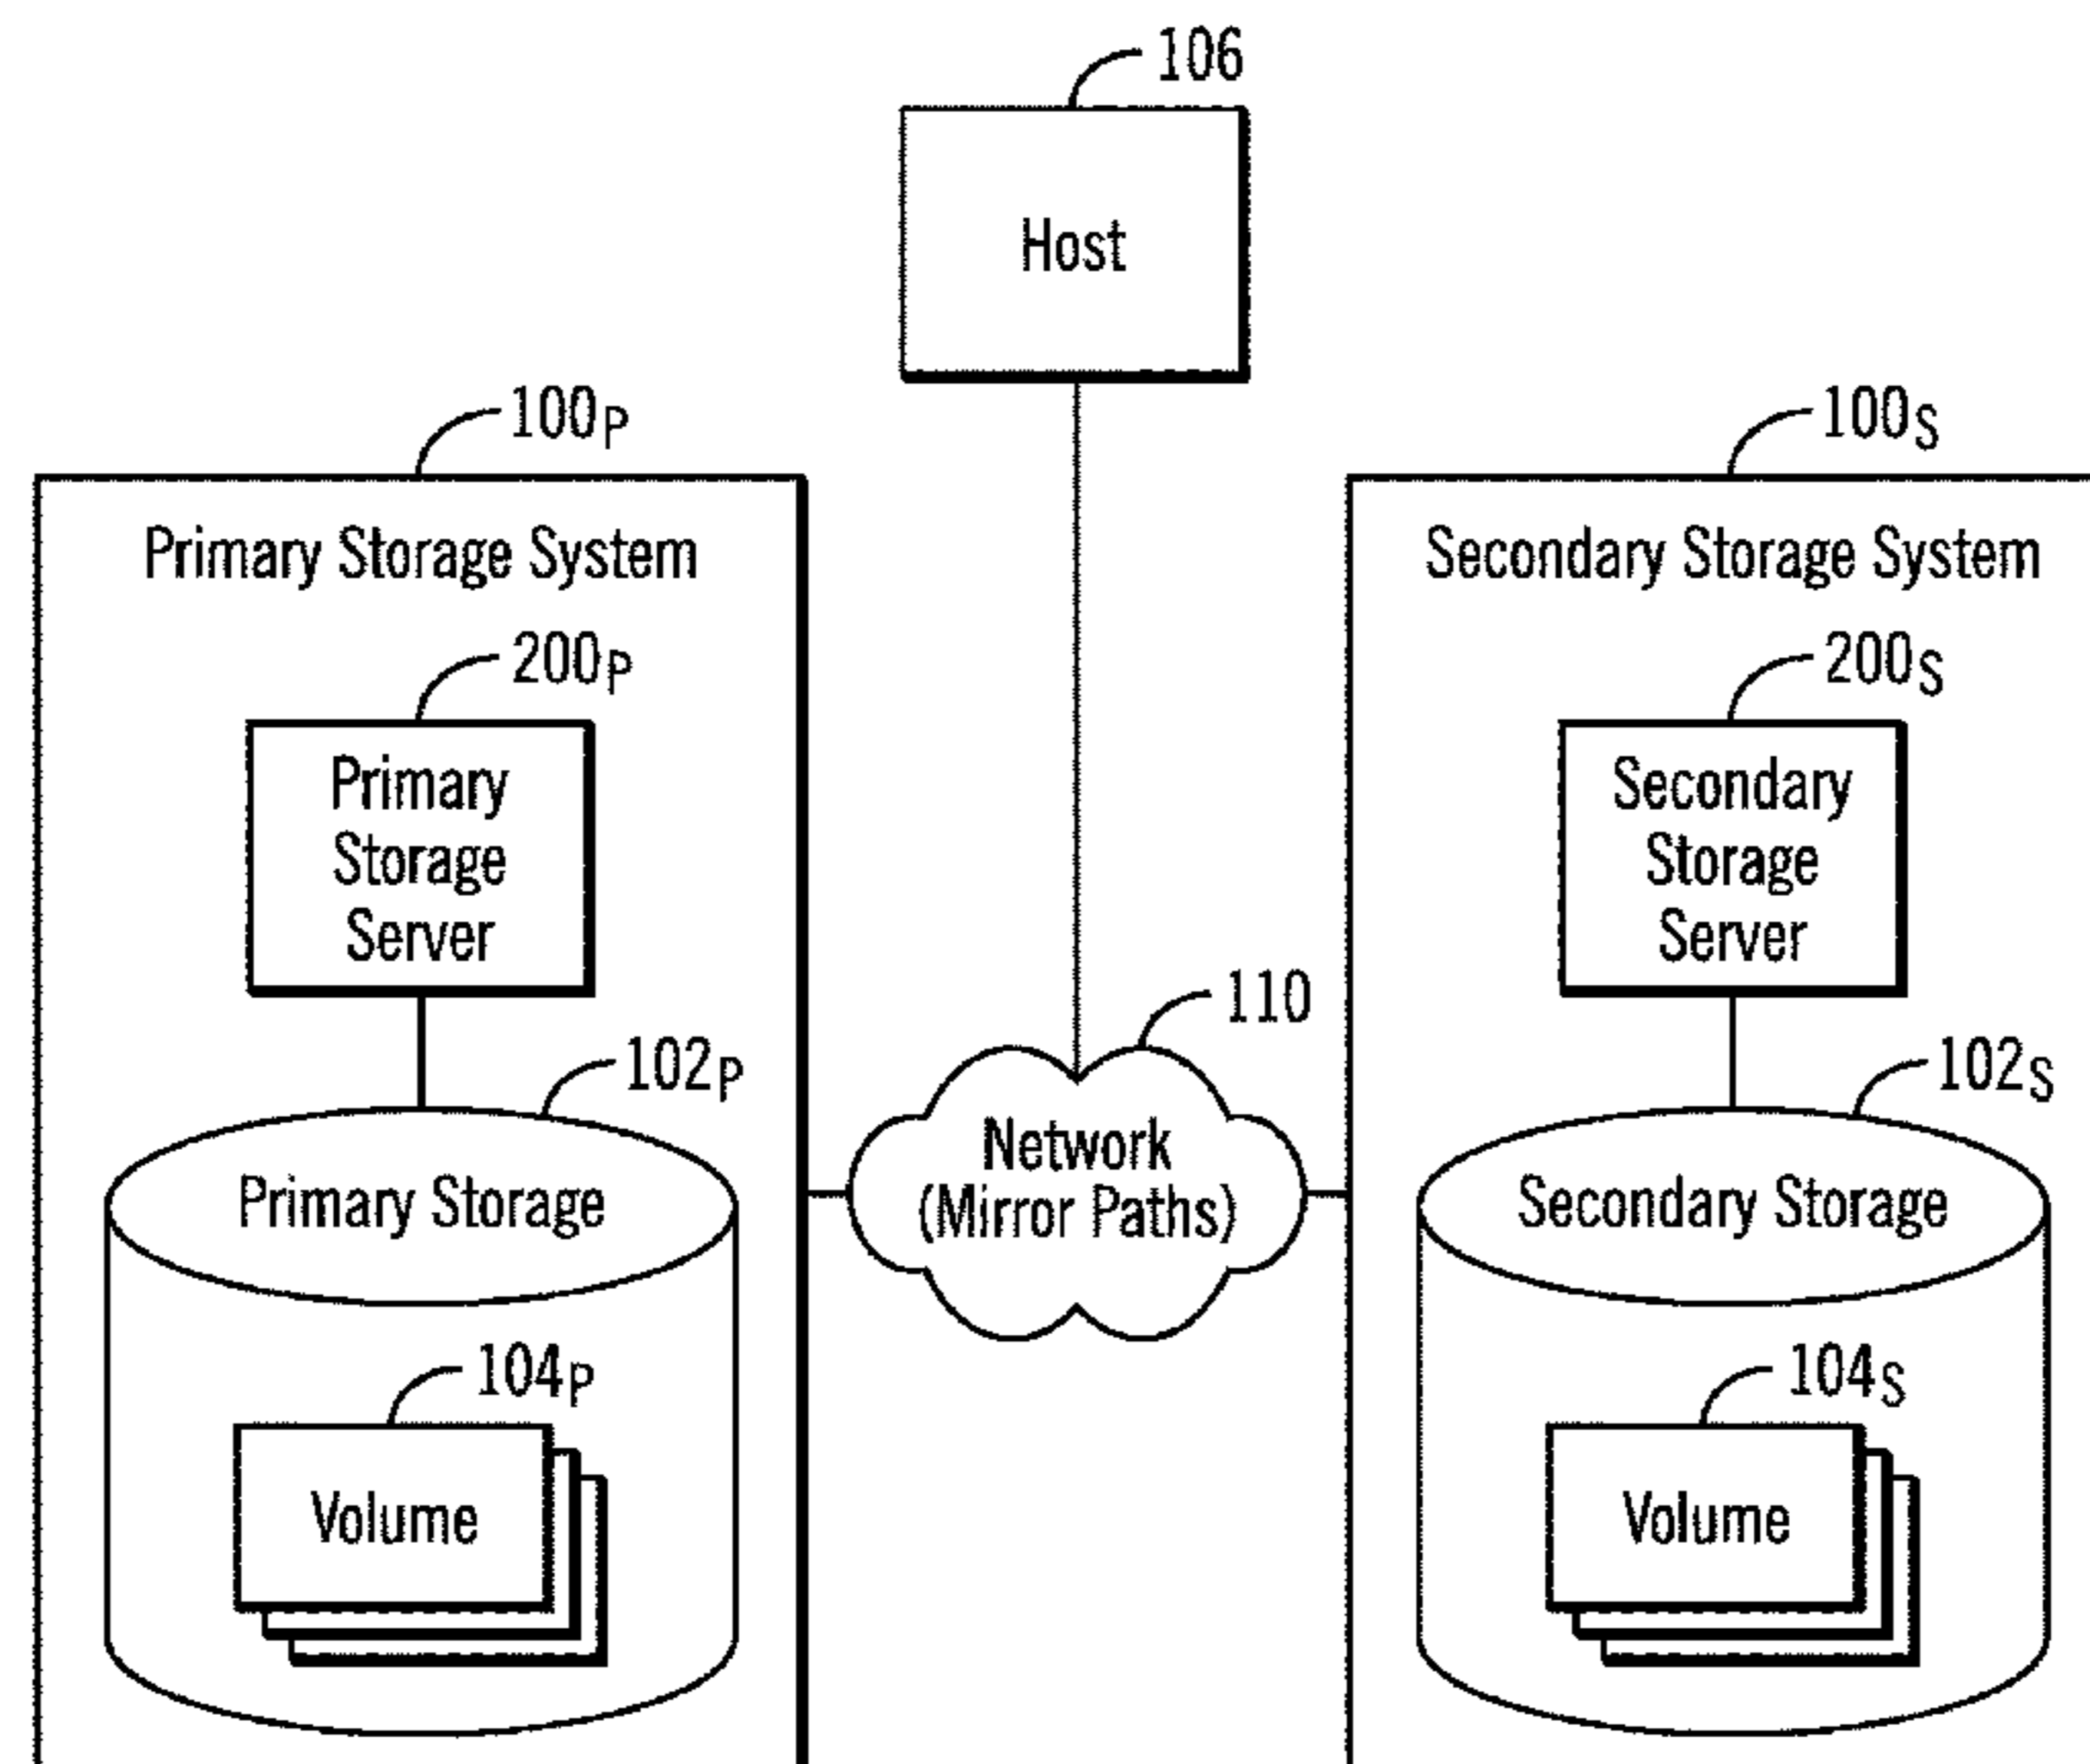 106
Host
100P
100S
Primary Storage System
Secondary Storage System
200P
200S
Primary
Storage
Server
Secondary
Storage
Server
110
102P
102S
Network
(Mirror Paths)
Primary Storage
Secondary Storage
104P
104S
Volume
Volume